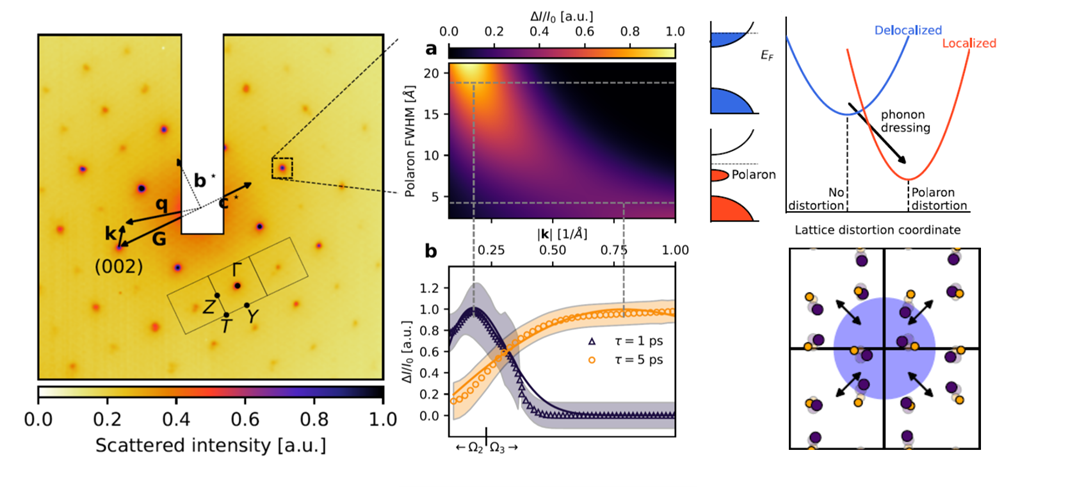 b*
c*
q
k
G
(002)
Γ
Z
T
Y
0.0 0.2 0.4 0.6 0.8 1.0
Scattered intensity [a.u.]
ΔI/I₀ [a.u.]
0.0 0.2 0.4 0.6 0.8 1.0
a
Polaron FWHM [Å]
20
15
10
5
|k| [1/Å]
0.25 0.50 0.75 1.00
b
ΔI/I₀ [a.u.]
1.2
1.0
0.8
0.6
0.4
0.2
0.0
τ = 1 ps
τ = 5 ps
←Ω₂ Ω₃→
E_F
Polaron
Delocalized
Localized
phonon
dressing
No
distortion
Polaron
distortion
Lattice distortion coordinate